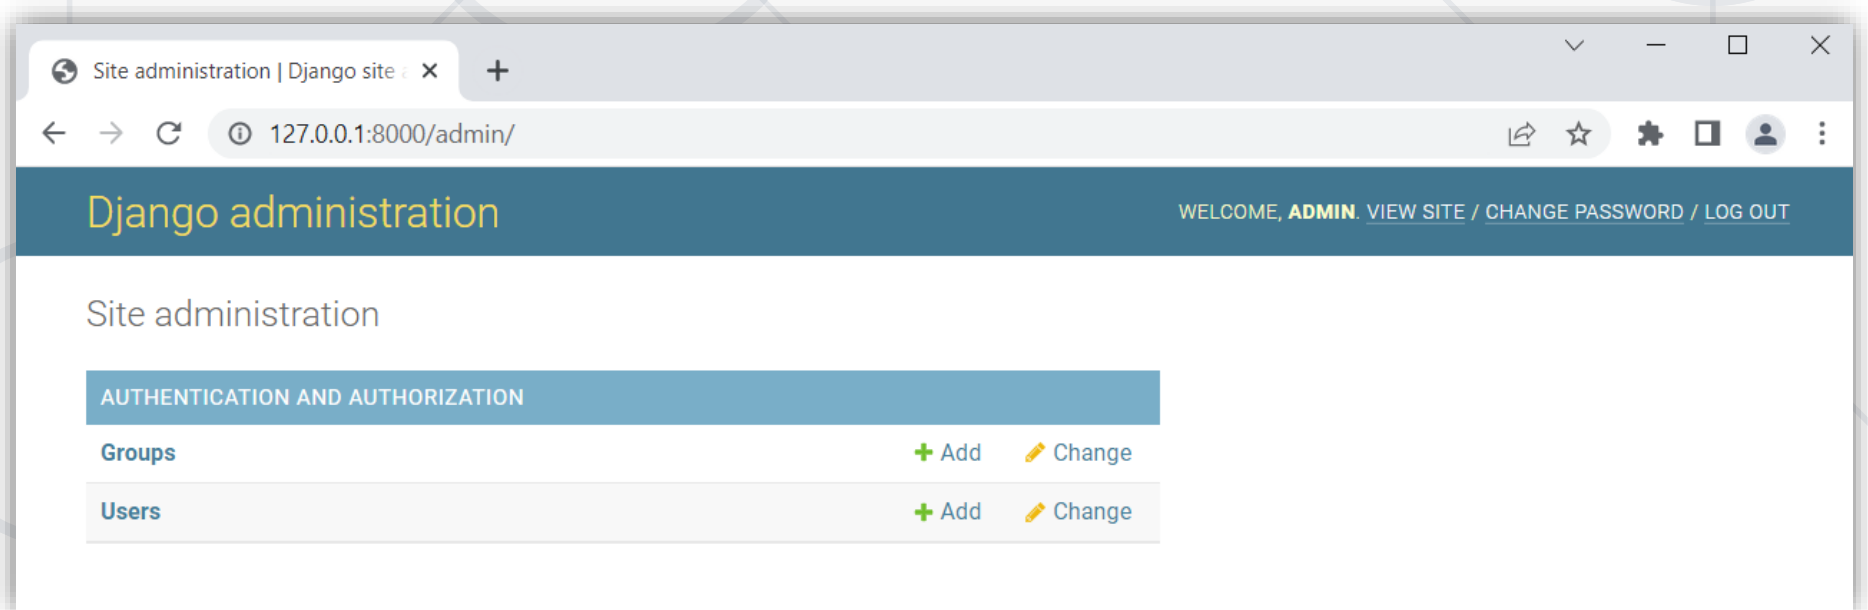 Site administration | Django site
127.0.0.1:8000/admin/
Django administration
WELCOME, ADMIN. VIEW SITE / CHANGE PASSWORD / LOG OUT
Site administration
AUTHENTICATION AND AUTHORIZATION
Groups Add Change
Users Add Change